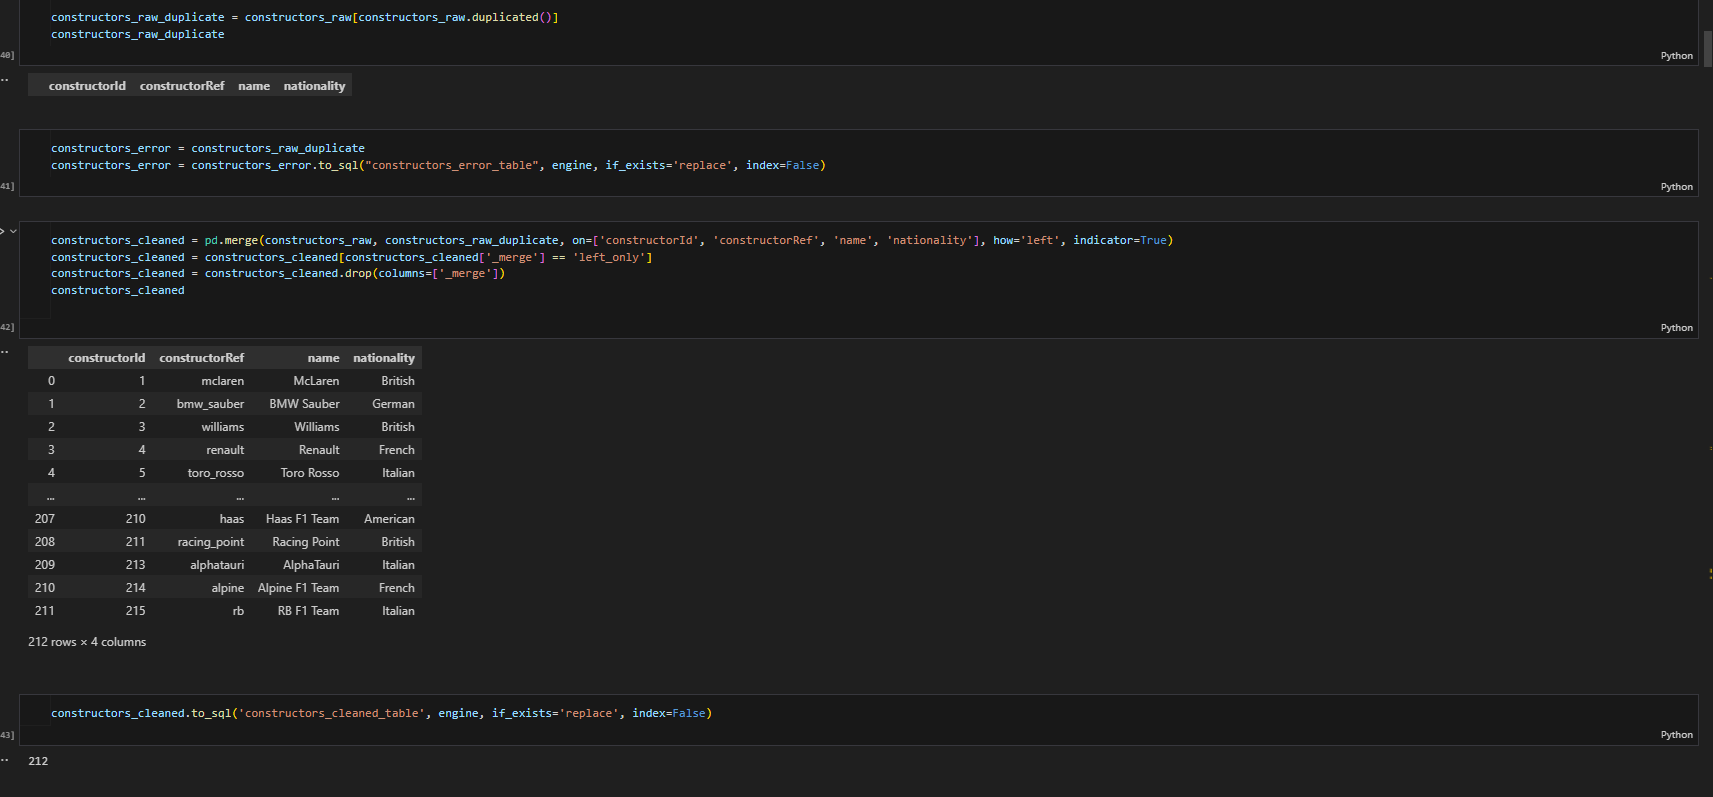 constructors_raw_duplicate = constructors_raw[constructors_raw.duplicated()]
constructors_raw_duplicate
40]
Python
constructorId constructorRef name nationality
constructors_error = constructors_raw_duplicate
constructors_error = constructors_error.to_sql("constructors_error_table", engine, if_exists='replace', index=False)
41]
Python
constructors_cleaned = pd.merge(constructors_raw, constructors_raw_duplicate, on=['constructorId', 'constructorRef', 'name', 'nationality'], how='left', indicator=True)
constructors_cleaned = constructors_cleaned[constructors_cleaned['_merge'] == 'left_only']
constructors_cleaned = constructors_cleaned.drop(columns=['_merge'])
constructors_cleaned
42]
Python
constructorId constructorRef name nationality
0 1 mclaren McLaren British
1 2 bmw_sauber BMW Sauber German
2 3 williams Williams British
3 4 renault Renault French
4 5 toro_rosso Toro Rosso Italian
... ... ... ... ...
207 210 haas Haas F1 Team American
208 211 racing_point Racing Point British
209 213 alphatauri AlphaTauri Italian
210 214 alpine Alpine F1 Team French
211 215 rb RB F1 Team Italian
212 rows × 4 columns
constructors_cleaned.to_sql('constructors_cleaned_table', engine, if_exists='replace', index=False)
43]
Python
212